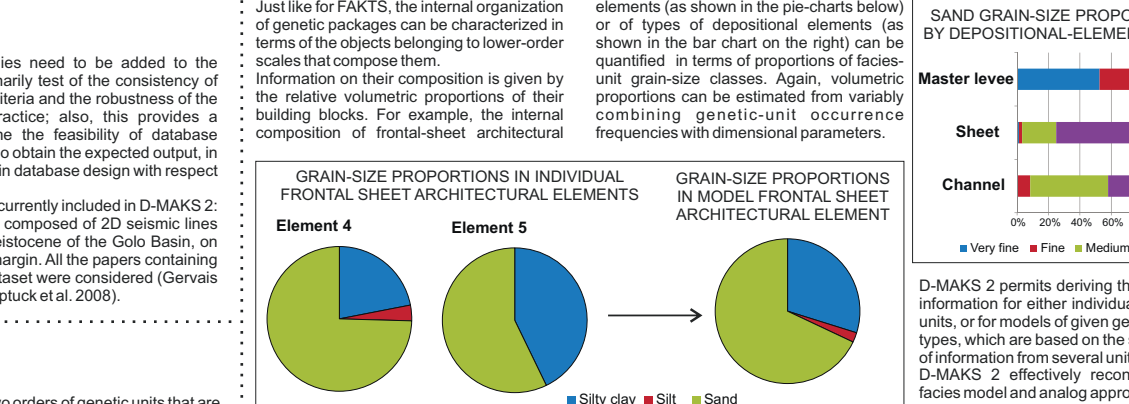 ies need to be added to the
narily test of the consistency of
iteria and the robustness of the
ractice; also, this provides a
ne the feasibility of database
o obtain the expected output, in
in database design with respect
currently included in D-MAKS 2:
composed of 2D seismic lines
eistocene of the Golo Basin, on
margin. All the papers containing
taset were considered (Gervais
ptuck et al. 2008).
wo orders of genetic units that are
Just like for FAKTS, the internal organization
of genetic packages can be characterized in
terms of the objects belonging to lower-order
scales that compose them.
Information on their composition is given by
the relative volumetric proportions of their
building blocks. For example, the internal
composition of frontal-sheet architectural
elements (as shown in the pie-charts below)
or of types of depositional elements (as
shown in the bar chart on the right) can be
quantified in terms of proportions of facies-
unit grain-size classes. Again, volumetric
proportions can be estimated from variably
combining genetic-unit occurrence
frequencies with dimensional parameters.
GRAIN-SIZE PROPORTIONS IN INDIVIDUAL
FRONTAL SHEET ARCHITECTURAL ELEMENTS
Element 4
Element 5
GRAIN-SIZE PROPORTIONS
IN MODEL FRONTAL SHEET
ARCHITECTURAL ELEMENT
Silty clay Silt Sand
SAND GRAIN-SIZE PROPO
BY DEPOSITIONAL-ELEME
Master levee
Sheet
Channel
0% 20% 40% 60%
Very fine Fine Medium
D-MAKS 2 permits deriving th
information for either individua
units, or for models of given ge
types, which are based on the s
of information from several unit
D-MAKS 2 effectively recon
facies model and analog appro